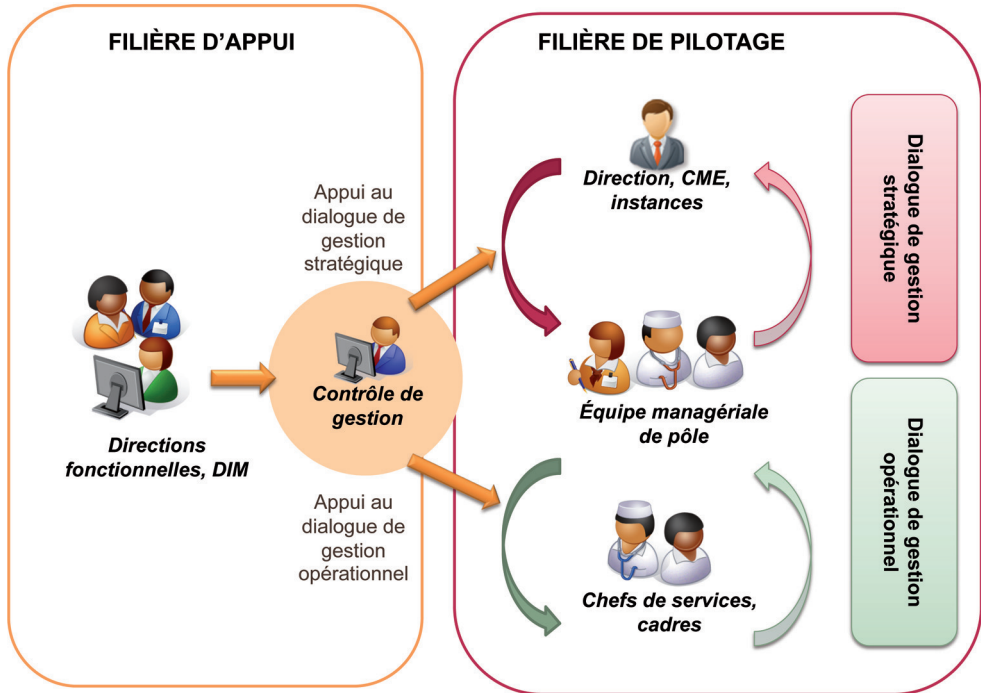 FILIÈRE D’APPUI
Appui au
dialogue de
gestion
stratégique
Directions
fonctionnelles, DIM
Contrôle de
gestion
Appui au
dialogue de
gestion
opérationnel
FILIÈRE DE PILOTAGE
Direction, CME,
instances
Équipe managériale
de pôle
Chefs de services,
cadres
Dialogue de gestion
stratégique
Dialogue de gestion
opérationnel